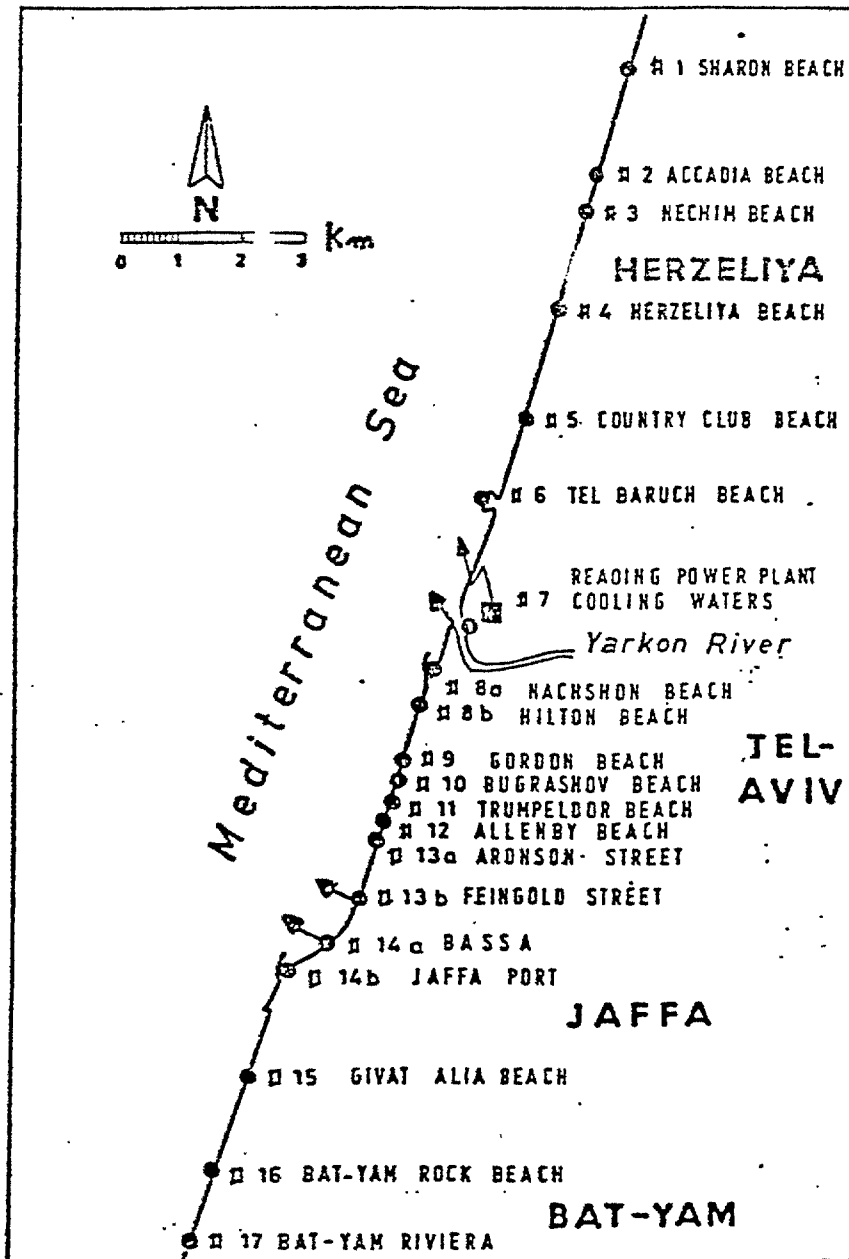 # 1 SHARON BEACH
# 2 ACCADIA BEACH
N
# 3 NECHIM BEACH
Km
0 1 2 3
HERZELIYA
# 4 HERZELIYA BEACH
Mediterranean Sea
# 5 COUNTRY CLUB BEACH
# 6 TEL BARUCH BEACH
READING POWER PLANT
# 7 COOLING WATERS
Yarkon River
# 8a NACHSHON BEACH
# 8b HILTON BEACH
TEL-
AVIV
# 9 GORDON BEACH
# 10 BUGRASHOV BEACH
# 11 TRUMPELDOR BEACH
# 12 ALLENBY BEACH
# 13a ARONSON STREET
# 13b FEINGOLD STREET
# 14a BASSA
# 14b JAFFA PORT
JAFFA
# 15 GIVAT ALIA BEACH
# 16 BAT-YAM ROCK BEACH
BAT-YAM
# 17 BAT-YAM RIVIERA